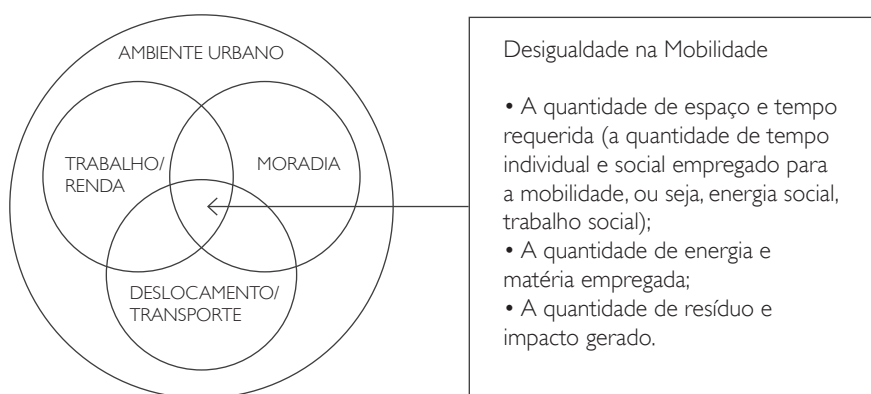 AMBIENTE URBANO
TRABALHO/
RENDA
MORADIA
DESLOCAMENTO/
TRANSPORTE
Desigualdade na Mobilidade
• A quantidade de espaço e tempo
requerida (a quantidade de tempo
individual e social empregado para
a mobilidade, ou seja, energia social,
trabalho social);
• A quantidade de energia e
matéria empregada;
• A quantidade de resíduo e
impacto gerado.